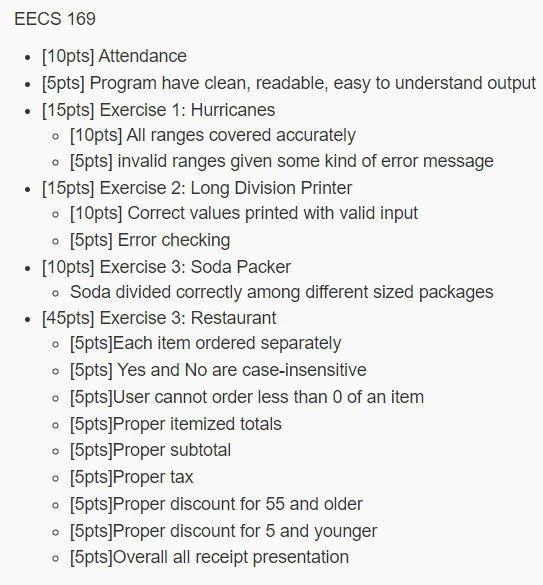 EECS 169
[10pts] Attendance
[5pts] Program have clean, readable, easy to understand output
[15pts] Exercise 1: Hurricanes
[10pts] All ranges covered accurately
[5pts] invalid ranges given some kind of error message
[15pts] Exercise 2: Long Division Printer
[10pts] Correct values printed with valid input
[5pts] Error checking
[10pts] Exercise 3: Soda Packer
Soda divided correctly among different sized packages
[45pts] Exercise 3: Restaurant
[5pts]Each item ordered separately
[5pts] Yes and No are case-insensitive
[5pts]User cannot order less than 0 of an item
[5pts]Proper itemized totals
[5pts]Proper subtotal
[5pts]Proper tax
[5pts]Proper discount for 55 and older
[5pts]Proper discount for 5 and younger
[5pts]Overall all receipt presentation